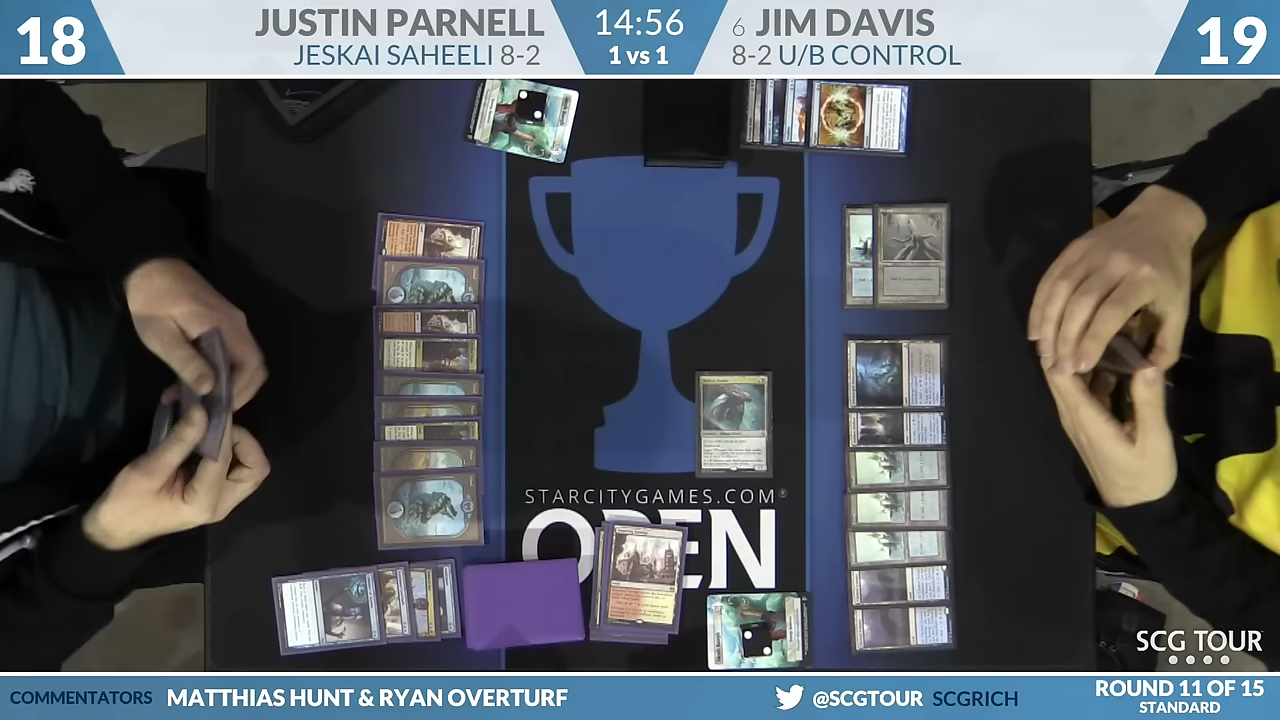 18
JUSTIN PARNELL
JESKAI SAHEELI 8-2
14:56
1 vs 1
6 JIM DAVIS
8-2 U/B CONTROL
19
STARCITYGAMES.COM®
OPEN
SCG TOUR
COMMENTATORS MATTHIAS HUNT & RYAN OVERTURF
@SCGTOUR SCGRICH
ROUND 11 OF 15
STANDARD